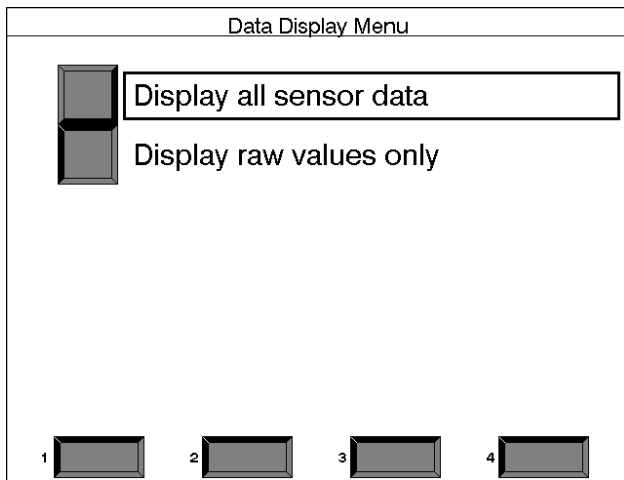 Data Display Menu
Display all sensor data
Display raw values only
1 2 3 4